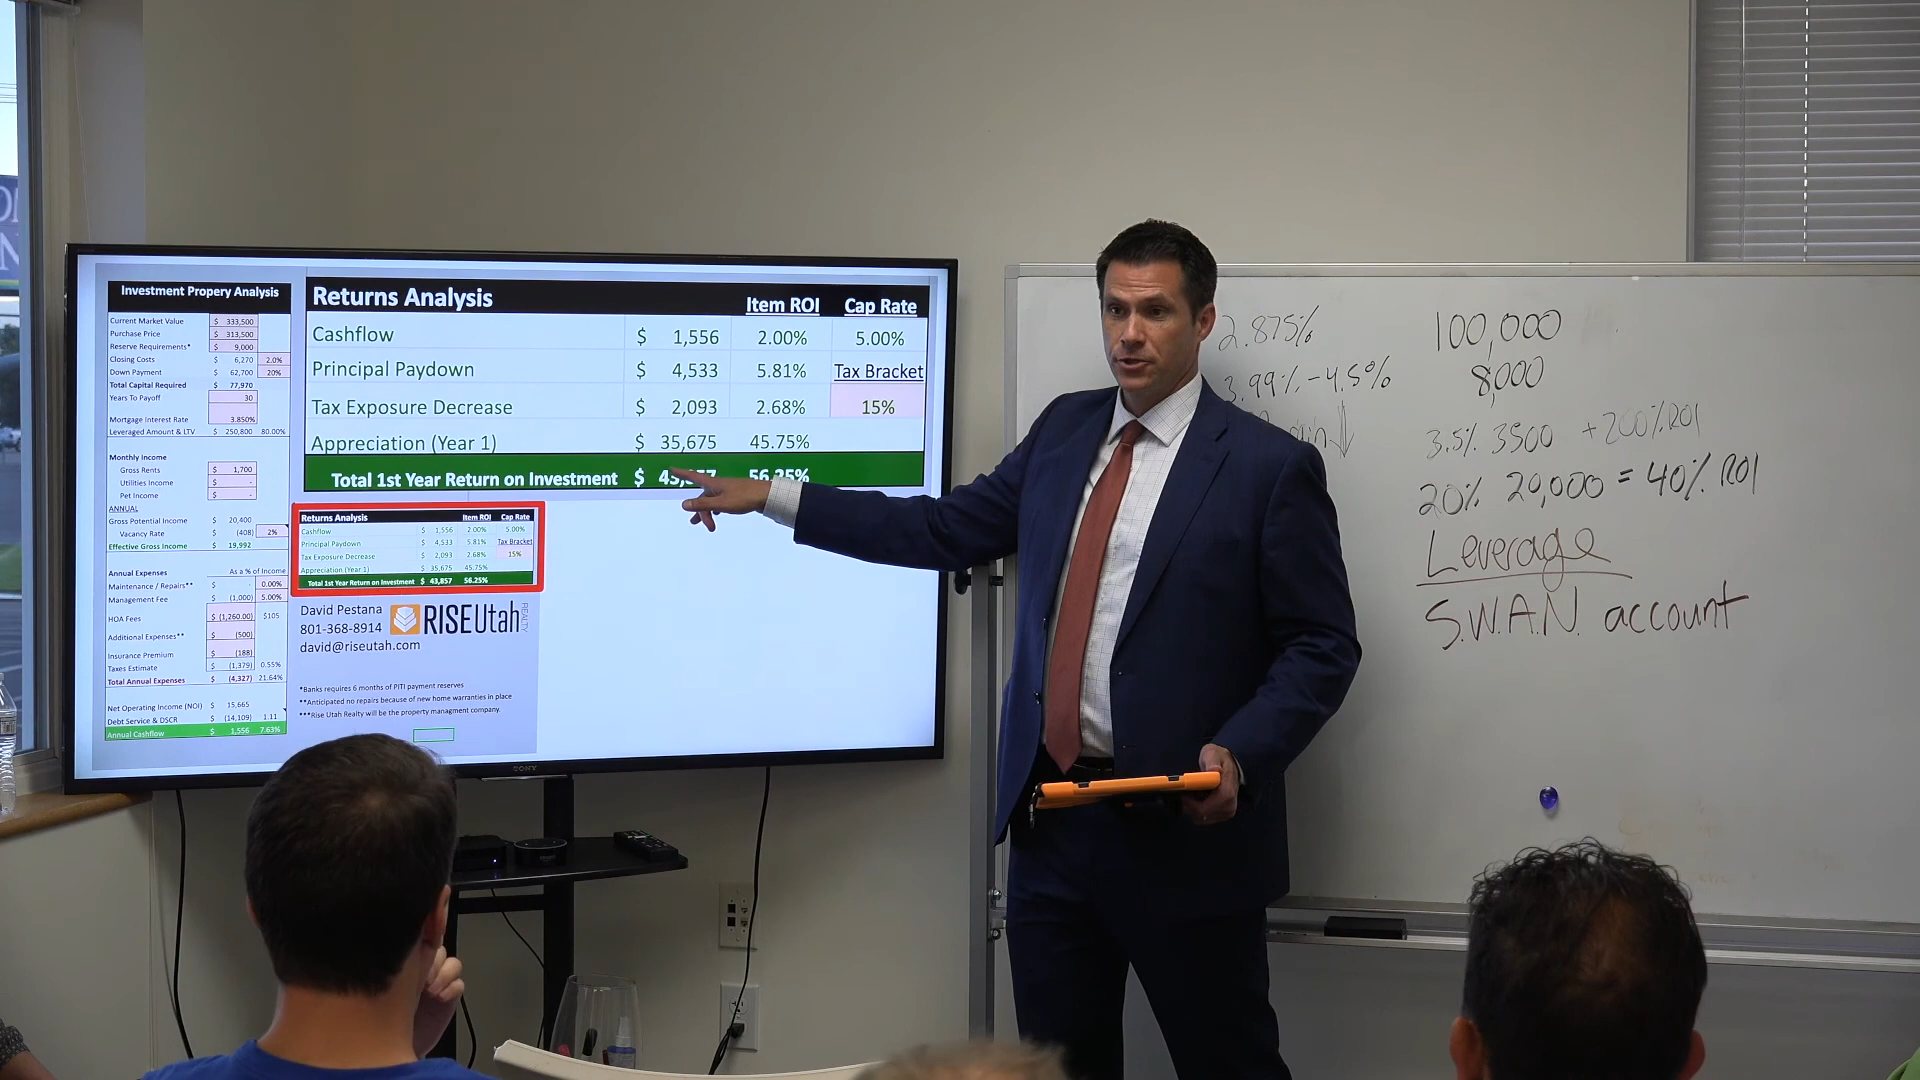 Investment Propery Analysis
Current Market Value $ 333,500
Purchase Price $ 313,500
Reserve Requirements* $ 9,000
Closing Costs $ 6,270 2.0%
Down Payment $ 62,700 20%
Total Capital Required $ 77,970
Years To Payoff 30
Mortgage Interest Rate 3.850%
Leveraged Amount & LTV $ 250,800 80.00%
Monthly Income
Gross Rents $ 1,700
Utilities Income $ -
Pet Income $ -
ANNUAL
Gross Potential Income $ 20,400
Vacancy Rate $ (408) 2%
Effective Gross Income $ 19,992
Annual Expenses As a % of Income
Maintenance / Repairs** $ - 0.00%
Management Fee $ (1,000) 5.00%
HOA Fees $ (1,260.00) $105
Additional Expenses** $ (500)
Insurance Premium $ (188)
Taxes Estimate $ (1,379) 0.55%
Total Annual Expenses $ (4,327) 21.64%
Net Operating Income (NOI) $ 15,665
Debt Service & DSCR $ (14,109) 1.11
Annual Cashflow $ 1,556 7.63%
Returns Analysis Item ROI Cap Rate
Cashflow $ 1,556 2.00% 5.00%
Principal Paydown $ 4,533 5.81% Tax Bracket
Tax Exposure Decrease $ 2,093 2.68% 15%
Appreciation (Year 1) $ 35,675 45.75%
Total 1st Year Return on Investment $ 43,857 56.25%
Returns Analysis Item ROI Cap Rate
Cashflow $ 1,556 2.00% 5.00%
Principal Paydown $ 4,533 5.81% Tax Bracket
Tax Exposure Decrease $ 2,093 2.68% 15%
Appreciation (Year 1) $ 35,675 45.75%
Total 1st Year Return on Investment $ 43,857 56.25%
David Pestana
801-368-8914
david@riseutah.com
RISEUtah REALTY
*Banks requires 6 months of PITI payment reserves
**Anticipated no repairs because of new home warranties in place
***Rise Utah Realty will be the property managment company.
SONY
2.875%
3.99% - 4.5%
100,000
8,000
3.5% 3500 +200% ROI
20% 20,000 = 40% ROI
Leverage
S.W.A.N. account